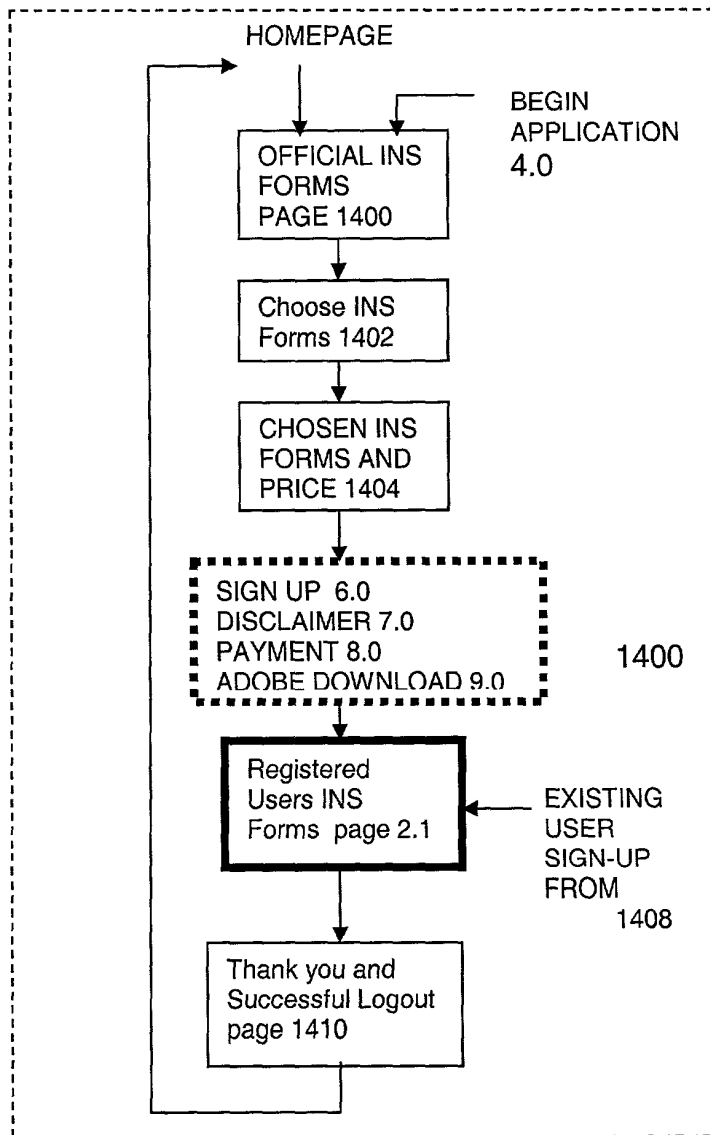 HOMEPAGE
BEGIN
APPLICATION
4.0
OFFICIAL INS
FORMS
PAGE 1400
Choose INS
Forms 1402
CHOSEN INS
FORMS AND
PRICE 1404
SIGN UP 6.0
DISCLAIMER 7.0
PAYMENT 8.0
ADOBE DOWNLOAD 9.0
1400
Registered
Users INS
Forms page 2.1
EXISTING
USER
SIGN-UP
FROM
1408
Thank you and
Successful Logout
page 1410